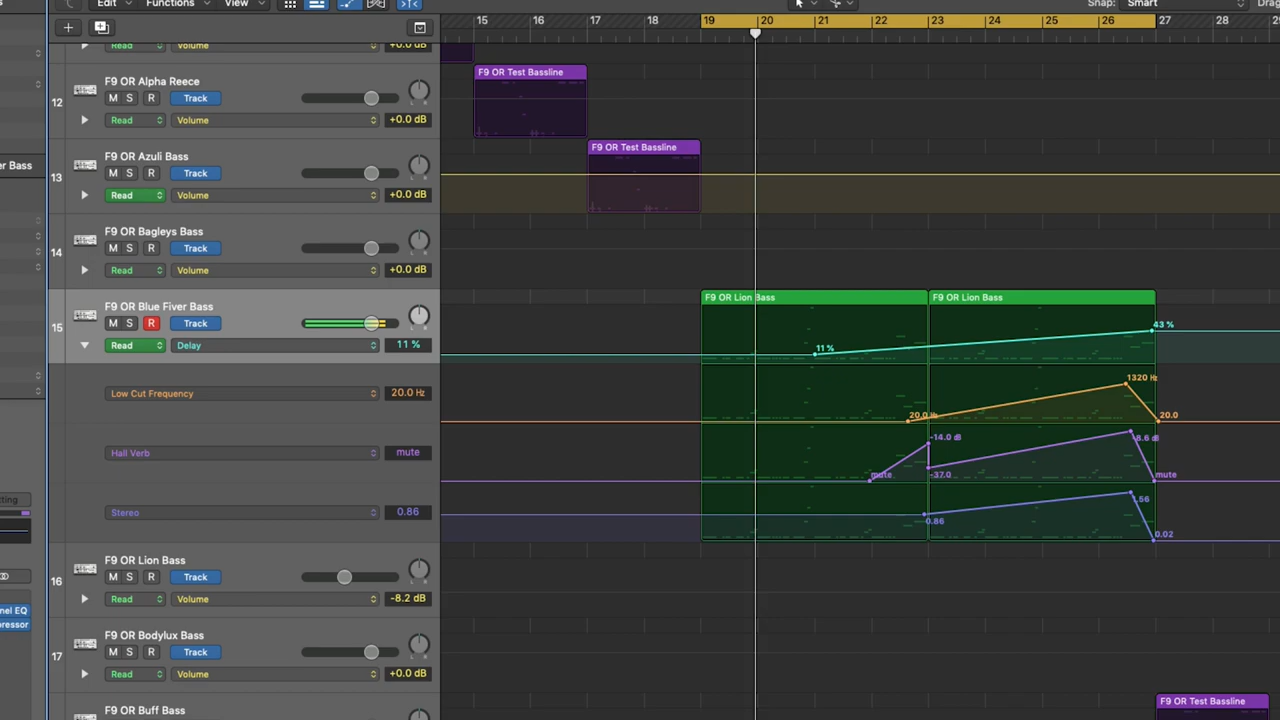 Edit Functions View Snap: Smart Drag:
15 16 17 18 19 20 21 22 23 24 25 26 27 28
Read Volume +0.0 dB
12 F9 OR Alpha Reece
M S R Track
Read Volume +0.0 dB
F9 OR Test Bassline
er Bass
13 F9 OR Azuli Bass
M S R Track
Read Volume +0.0 dB
F9 OR Test Bassline
14 F9 OR Bagleys Bass
M S R Track
Read Volume +0.0 dB
15 F9 OR Blue Fiver Bass
M S R Track
Read Delay 11 %
F9 OR Lion Bass F9 OR Lion Bass
11 % 43 %
Low Cut Frequency 20.0 Hz
20.0 Hz 1320 Hz 20.0
Hall Verb mute
mute -14.0 dB -37.0 -8.6 dB mute
Stereo 0.86
0.86 1.56 0.02
16 F9 OR Lion Bass
M S R Track
Read Volume -8.2 dB
nel EQ
pressor
17 F9 OR Bodylux Bass
M S R Track
Read Volume +0.0 dB
F9 OR Buff Bass
F9 OR Test Bassline